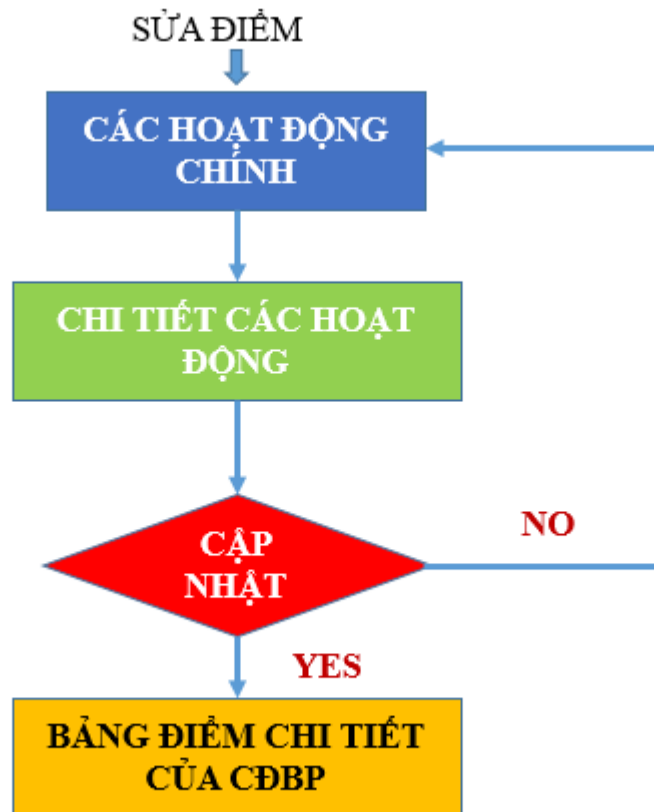 SỬA ĐIỂM
CÁC HOẠT ĐỘNG
CHÍNH
CHI TIẾT CÁC HOẠT
ĐỘNG
CẬP
NHẬT
NO
YES
BẢNG ĐIỂM CHI TIẾT
CỦA CĐBP